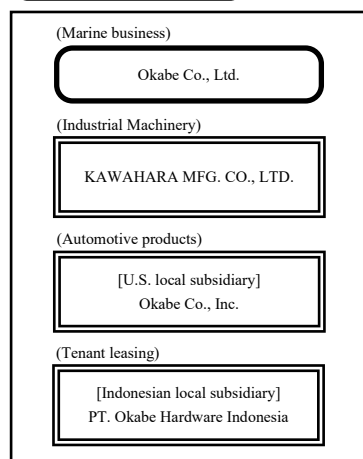 (Marine business)
Okabe Co., Ltd.
(Industrial Machinery)
KAWAHARA MFG. CO., LTD.
(Automotive products)
[U.S. local subsidiary]
Okabe Co., Inc.
(Tenant leasing)
[Indonesian local subsidiary]
PT. Okabe Hardware Indonesia